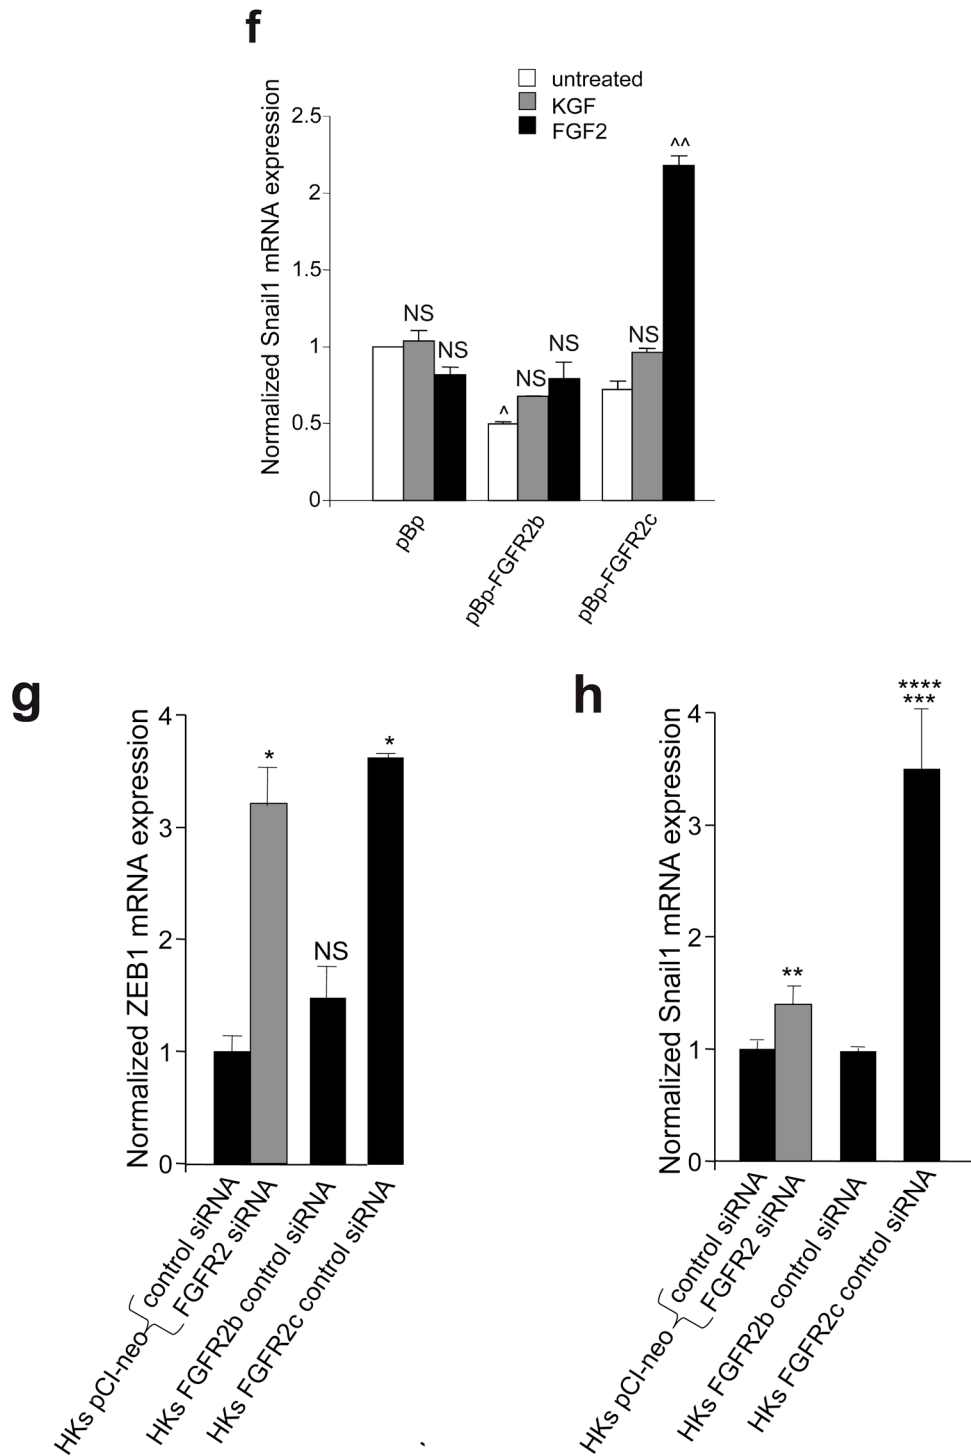 f
untreated
KGF
FGF2
Normalized Snail1 mRNA expression
2.5
2
1.5
1
0.5
0
NS
NS
^
NS
NS
NS
^^
pBp
pBp-FGFR2b
pBp-FGFR2c
g
Normalized ZEB1 mRNA expression
4
3
2
1
0
*
NS
*
HKs pCI-neo
control siRNA
FGFR2 siRNA
HKs FGFR2b control siRNA
HKs FGFR2c control siRNA
h
Normalized Snail1 mRNA expression
4
3
2
1
0
**
****
***
HKs pCI-neo
control siRNA
FGFR2 siRNA
HKs FGFR2b control siRNA
HKs FGFR2c control siRNA
,